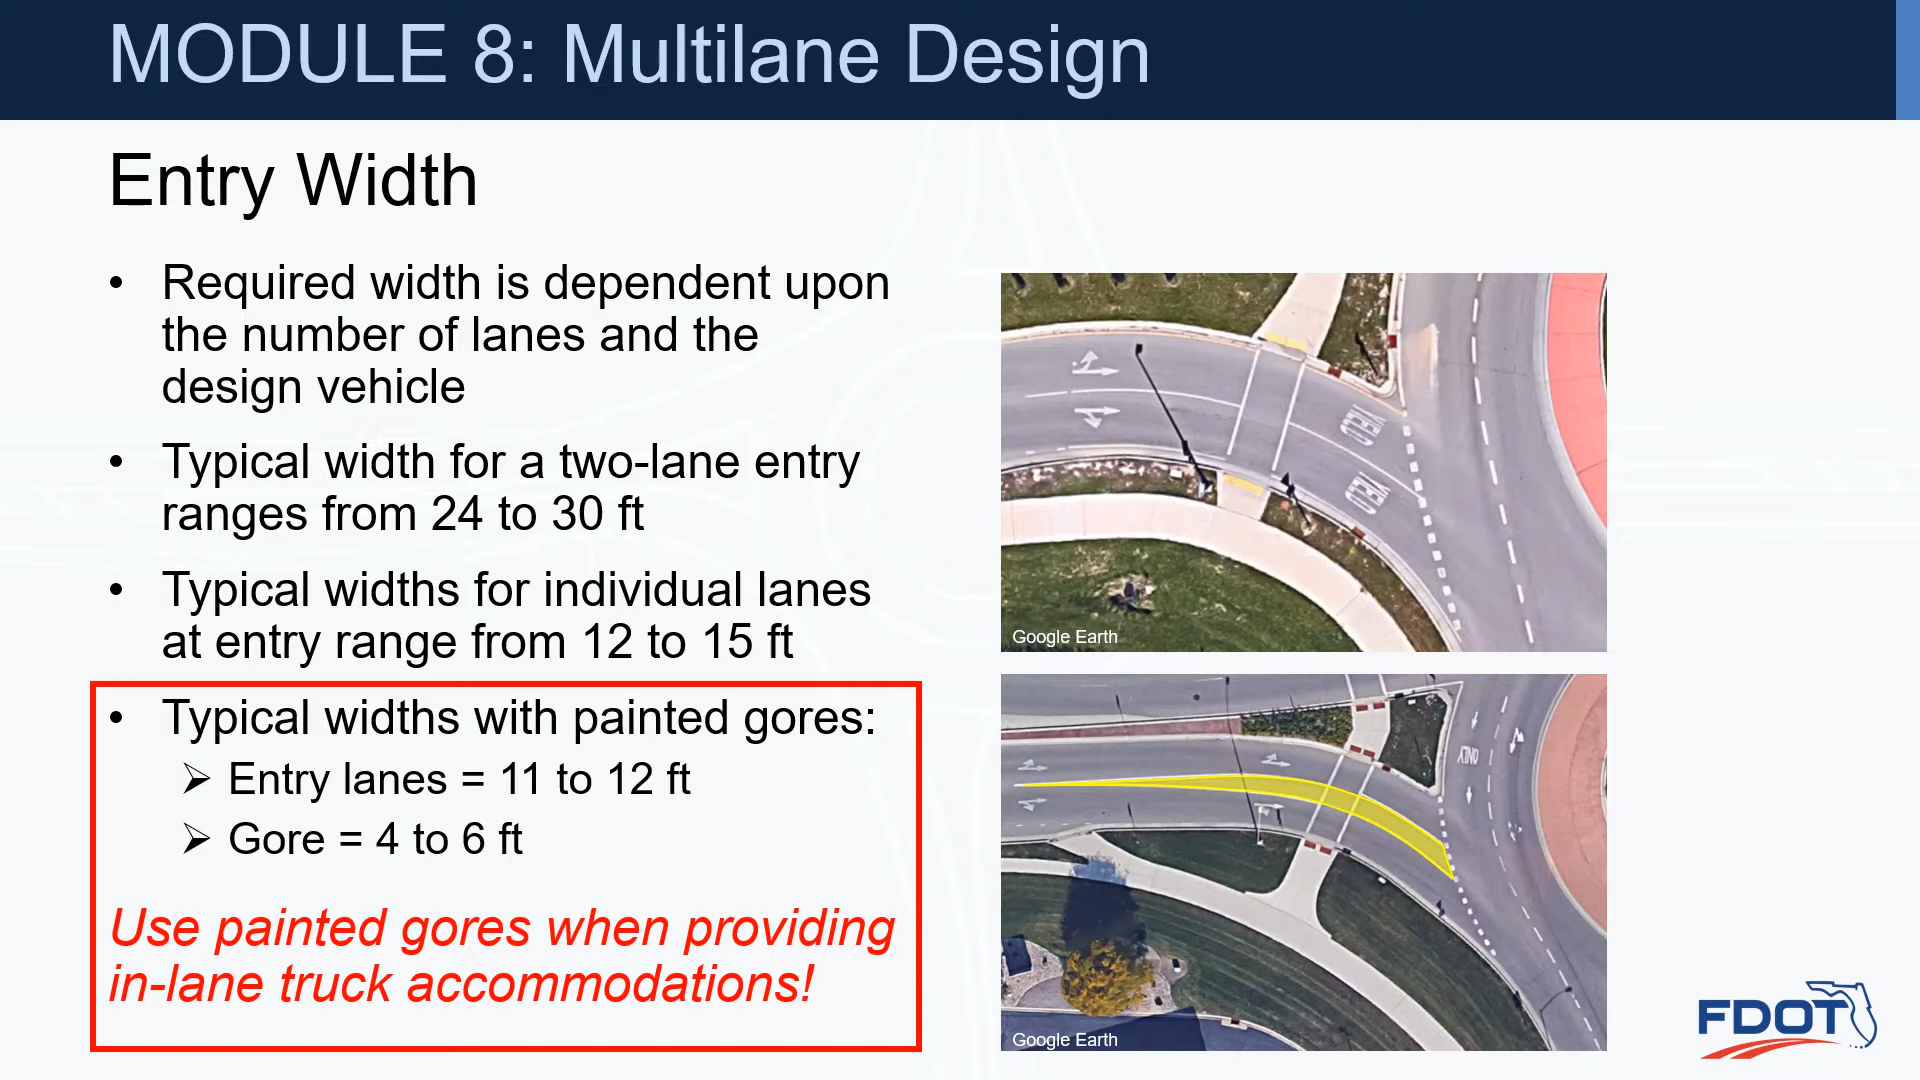 MODULE 8: Multilane Design
Entry Width
• Required width is dependent upon
the number of lanes and the
design vehicle
• Typical width for a two-lane entry
ranges from 24 to 30 ft
• Typical widths for individual lanes
at entry range from 12 to 15 ft
• Typical widths with painted gores:
➢ Entry lanes = 11 to 12 ft
➢ Gore = 4 to 6 ft
Use painted gores when providing
in-lane truck accommodations!
YIELD
YIELD
Google Earth
ONLY
Google Earth
FDOT